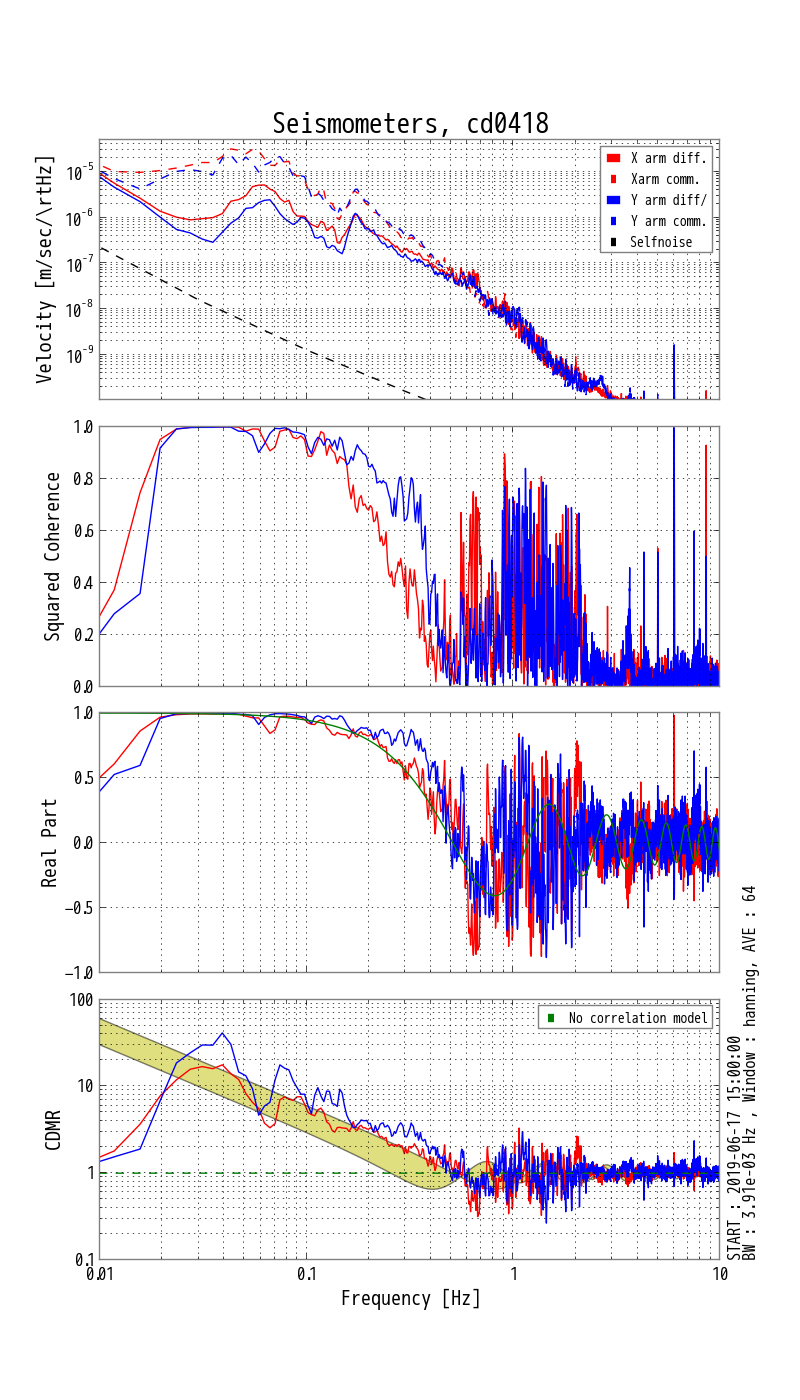 Seismometers, cd0418
Velocity [m/sec/\rtHz]
10^-5
10^-6
10^-7
10^-8
10^-9
X arm diff.
Xarm comm.
Y arm diff/
Y arm comm.
Selfnoise
Squared Coherence
1.0
0.8
0.6
0.4
0.2
0.0
Real Part
1.0
0.5
0.0
−0.5
−1.0
CDMR
100
10
1
0.1
No correlation model
0.01
0.1
1
10
Frequency [Hz]
START : 2019-06-17 15:00:00
BW : 3.91e-03 Hz , Window : hanning, AVE : 64